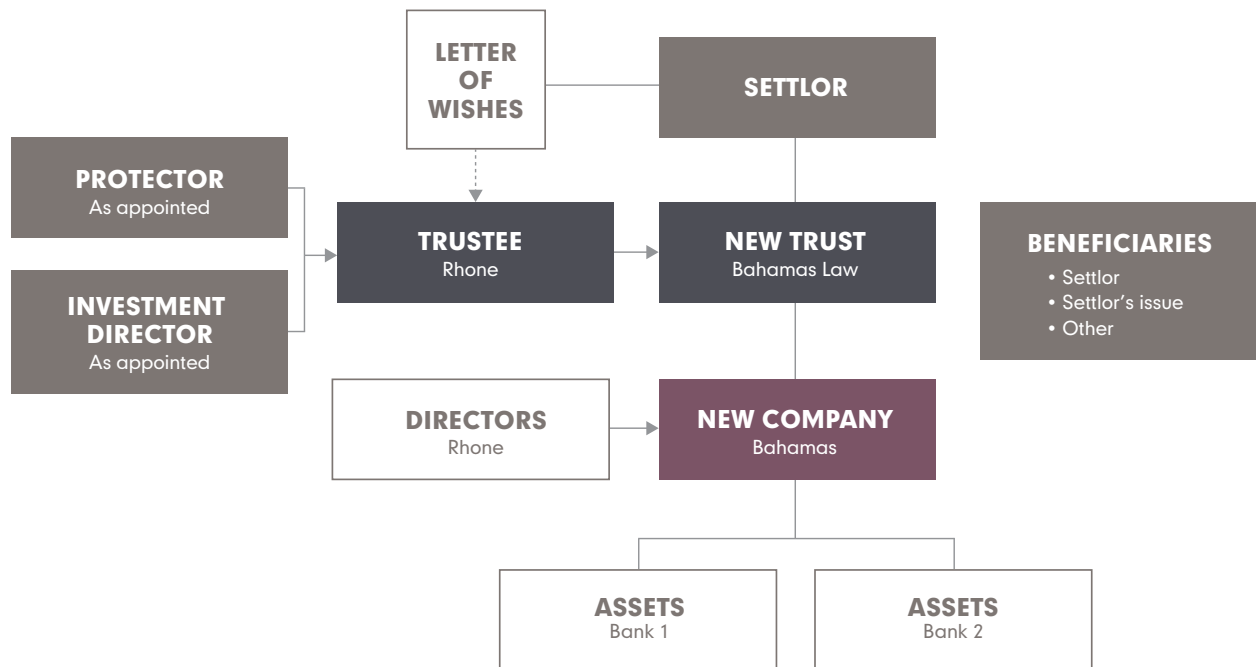 LETTER
OF
WISHES
SETTLOR
PROTECTOR
As appointed
TRUSTEE
Rhone
NEW TRUST
Bahamas Law
BENEFICIARIES
• Settlor
• Settlor’s issue
• Other
INVESTMENT
DIRECTOR
As appointed
DIRECTORS
Rhone
NEW COMPANY
Bahamas
ASSETS
Bank 1
ASSETS
Bank 2